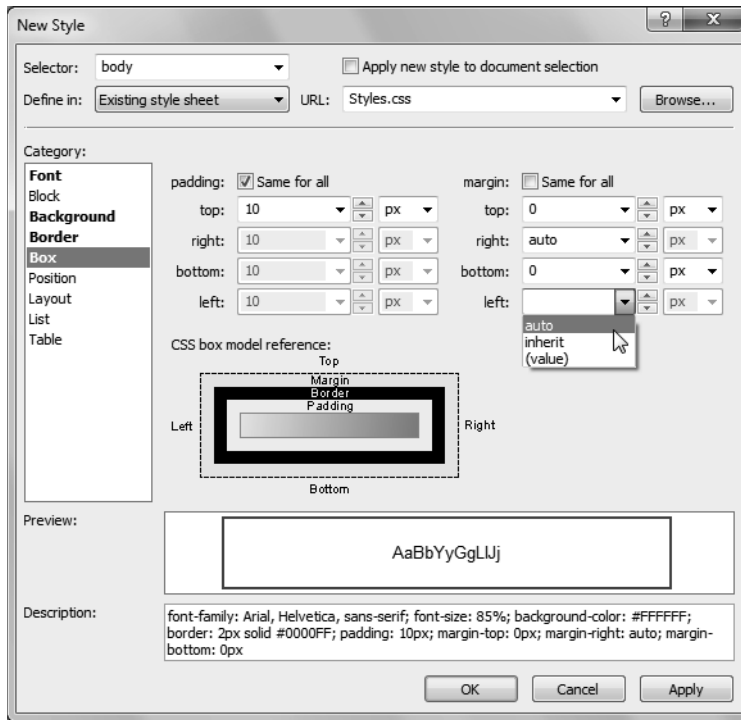 New Style
Selector: body Apply new style to document selection
Define in: Existing style sheet URL: Styles.css Browse...
Category:
Font
Block
Background
Border
Box
Position
Layout
List
Table
padding: Same for all
top: 10 px
right: 10 px
bottom: 10 px
left: 10 px
margin: Same for all
top: 0 px
right: auto px
bottom: 0 px
left: px
auto
inherit
(value)
CSS box model reference:
Top
Margin
Border
Padding
Left
Right
Bottom
Preview:
AaBbYyGgLlJj
Description:
font-family: Arial, Helvetica, sans-serif; font-size: 85%; background-color: #FFFFFF;
border: 2px solid #0000FF; padding: 10px; margin-top: 0px; margin-right: auto; margin-
bottom: 0px
OK Cancel Apply